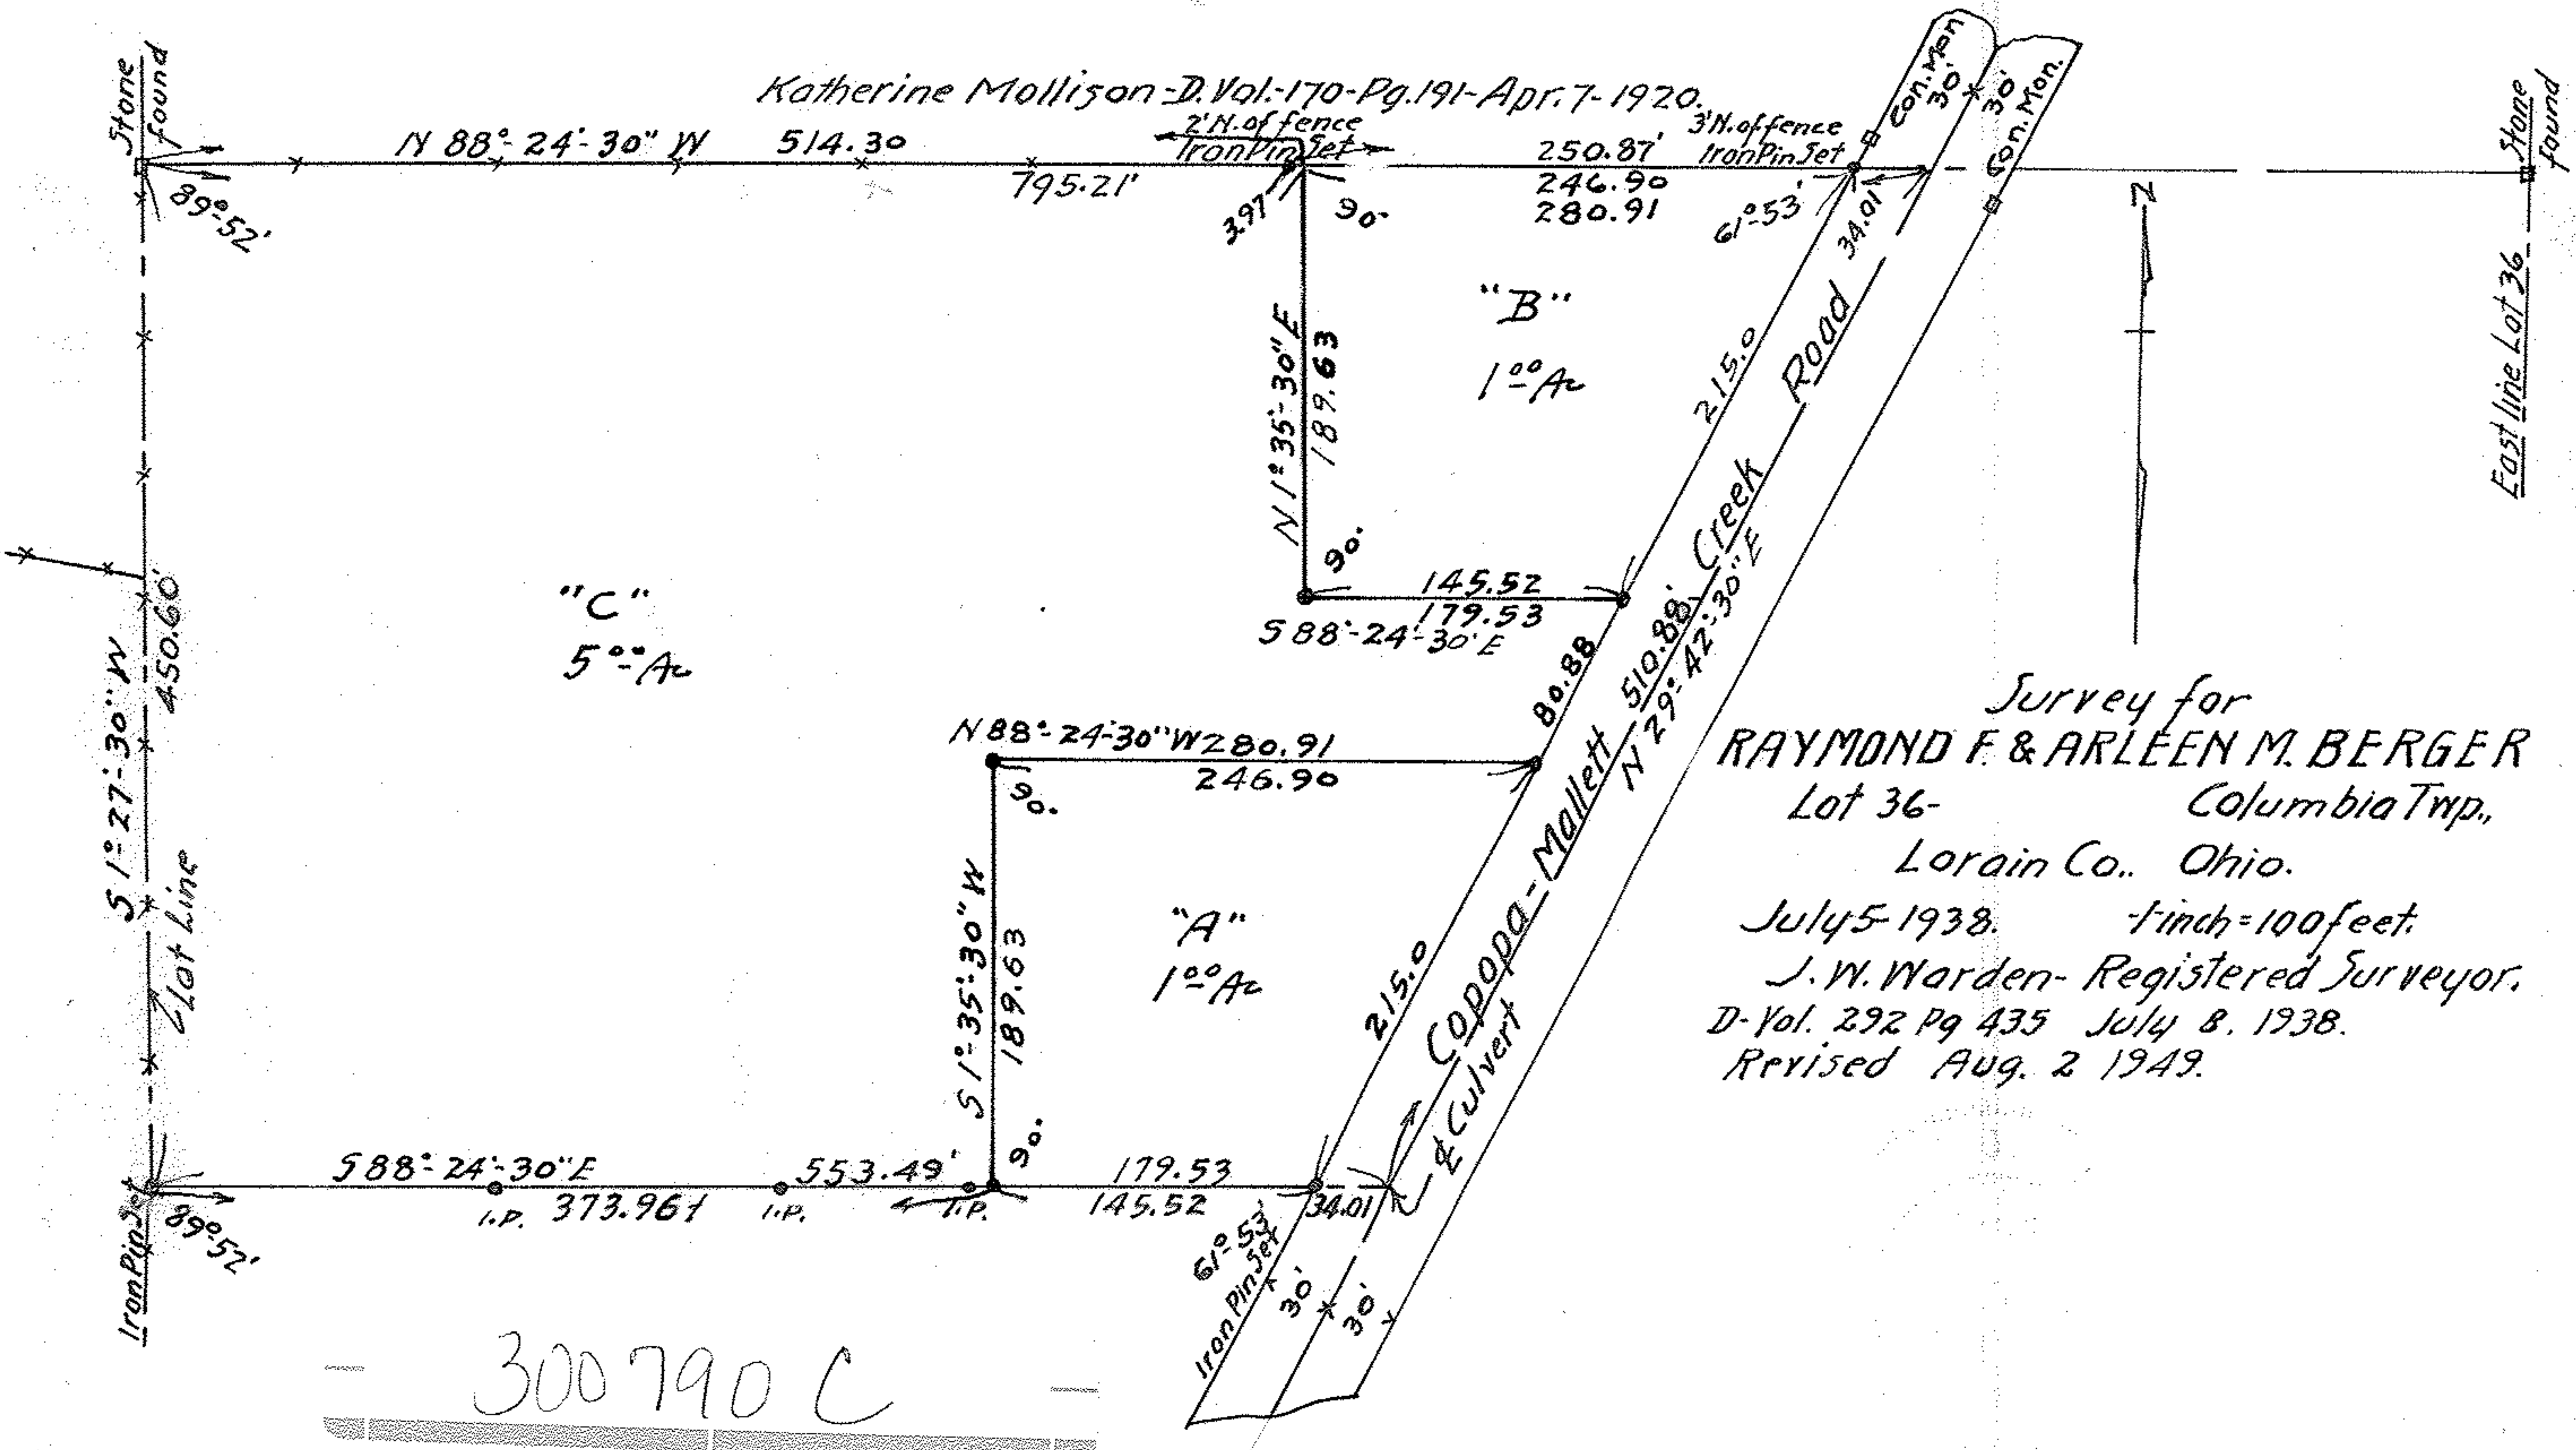 Katherine Mollison-D.Vol.-170-Pg.191-Apr.7-1920.
Stone found
N 88°-24'-30" W 514.30
2'N. of fence
Iron Pin Set
795.21'
3.97
90°
250.87'
246.90
280.91
3'N. of fence
Iron Pin Set
61°-53'
34.01
Con. Mon
30'
30'
Con. Mon.
Stone found
89°-52'
East line Lot 36
N
"B"
1 00 Ac
N 1°35'-30" E
189.63
90°
145.52
179.53
S 88°-24'-30" E
215.0
80.88
"C"
5 00 Ac
S 1°-27'-30" W
450.60'
Lot Line
N 88°-24'-30" W 280.91
246.90
90°
S 1°-35'-30" W
189.63
90°
"A"
1 00 Ac
215.0
Copopa-Mallett Creek Road
510.88'
N 29°-42'-30" E
℄ Culvert
S 88°-24'-30" E 553.49'
I.P. 373.96' I.P. I.P.
179.53
145.52
34.01
Iron Pin Set
89°52'
61°-53'
Iron Pin Set
30'
30'
Survey for
RAYMOND F. & ARLEEN M. BERGER
Lot 36- Columbia Twp.,
Lorain Co.. Ohio.
July 5-1938. 1 inch=100 feet.
J. W. Warden- Registered Surveyor.
D-Vol. 292 Pg 435 July 8. 1938.
Revised Aug. 2 1949.
300790 C